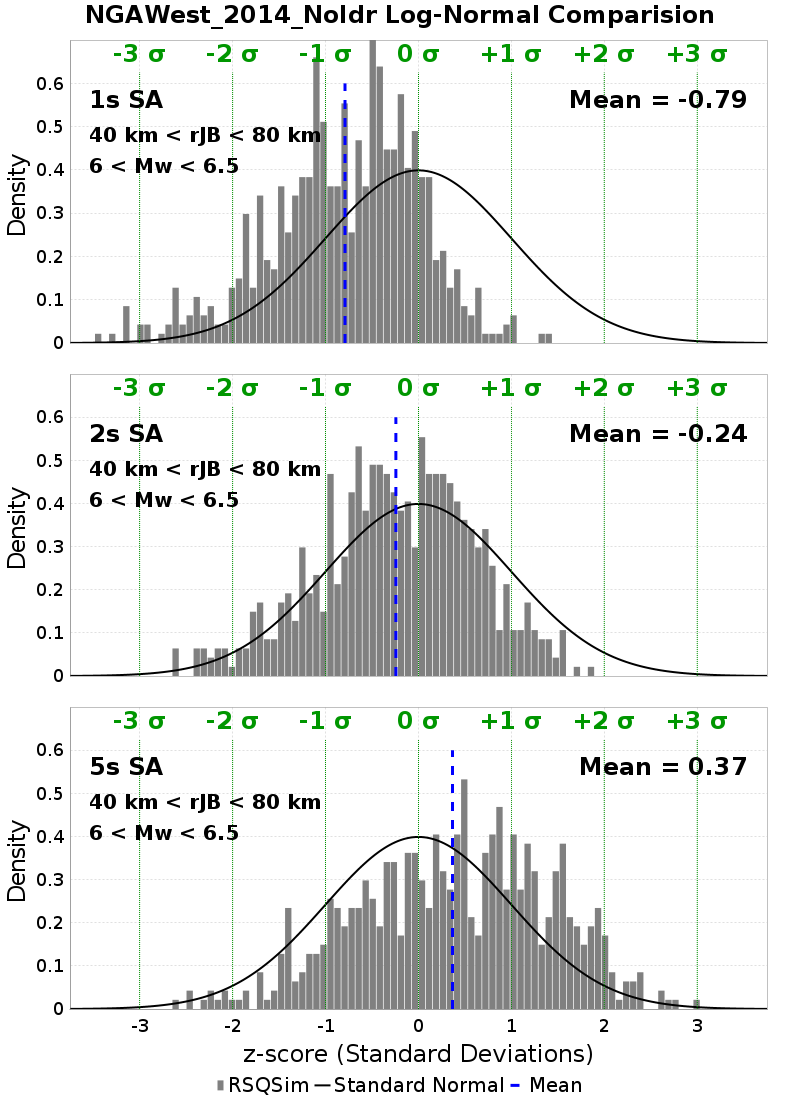 NGAWest_2014_NoIdr Log-Normal Comparision
-3 σ -2 σ -1 σ 0 σ +1 σ +2 σ +3 σ
1s SA
Mean = -0.79
40 km < rJB < 80 km
6 < Mw < 6.5
Density
0.6
0.5
0.4
0.3
0.2
0.1
0
-3 σ -2 σ -1 σ 0 σ +1 σ +2 σ +3 σ
2s SA
Mean = -0.24
40 km < rJB < 80 km
6 < Mw < 6.5
Density
0.6
0.5
0.4
0.3
0.2
0.1
0
-3 σ -2 σ -1 σ 0 σ +1 σ +2 σ +3 σ
5s SA
Mean = 0.37
40 km < rJB < 80 km
6 < Mw < 6.5
Density
0.6
0.5
0.4
0.3
0.2
0.1
0
-3 -2 -1 0 1 2 3
z-score (Standard Deviations)
RSQSim Standard Normal Mean